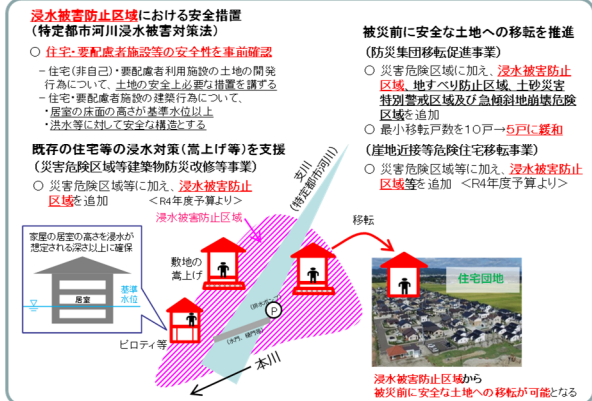 浸水被害防止区域における安全措置
(特定都市河川浸水被害対策法)
○ 住宅・要配慮者施設等の安全性を事前確認
－住宅(非自己)・要配慮者利用施設の土地の開発
行為について、土地の安全上必要な措置を講ずる
－住宅・要配慮者施設の建築行為について、
・居室の床面の高さが基準水位以上
・洪水等に対して安全な構造とする
既存の住宅等の浸水対策(嵩上げ等)を支援
(災害危険区域等建築物防災改修等事業)
○ 災害危険区域等に加え、浸水被害防止
区域を追加 <R4年度予算より>
被災前に安全な土地への移転を推進
(防災集団移転促進事業)
○ 災害危険区域に加え、浸水被害防止
区域、地すべり防止区域、土砂災害
特別警戒区域及び急傾斜地崩壊危険
区域を追加
○ 最小移転戸数を10戸→5戸に緩和
(崖地近接等危険住宅移転事業)
○ 災害危険区域等に加え、浸水被害防止
区域等を追加 <R4年度予算より>
浸水被害防止区域
支川
(特定都市河川)
移転
家屋の居室の高さを浸水が
想定される深さ以上に確保
居室
基準
水位
敷地の
嵩上げ
ピロティ等
(排水ポンプ)
P
(水門、樋門等)
本川
住宅団地
浸水被害防止区域から
被災前に安全な土地への移転が可能となる